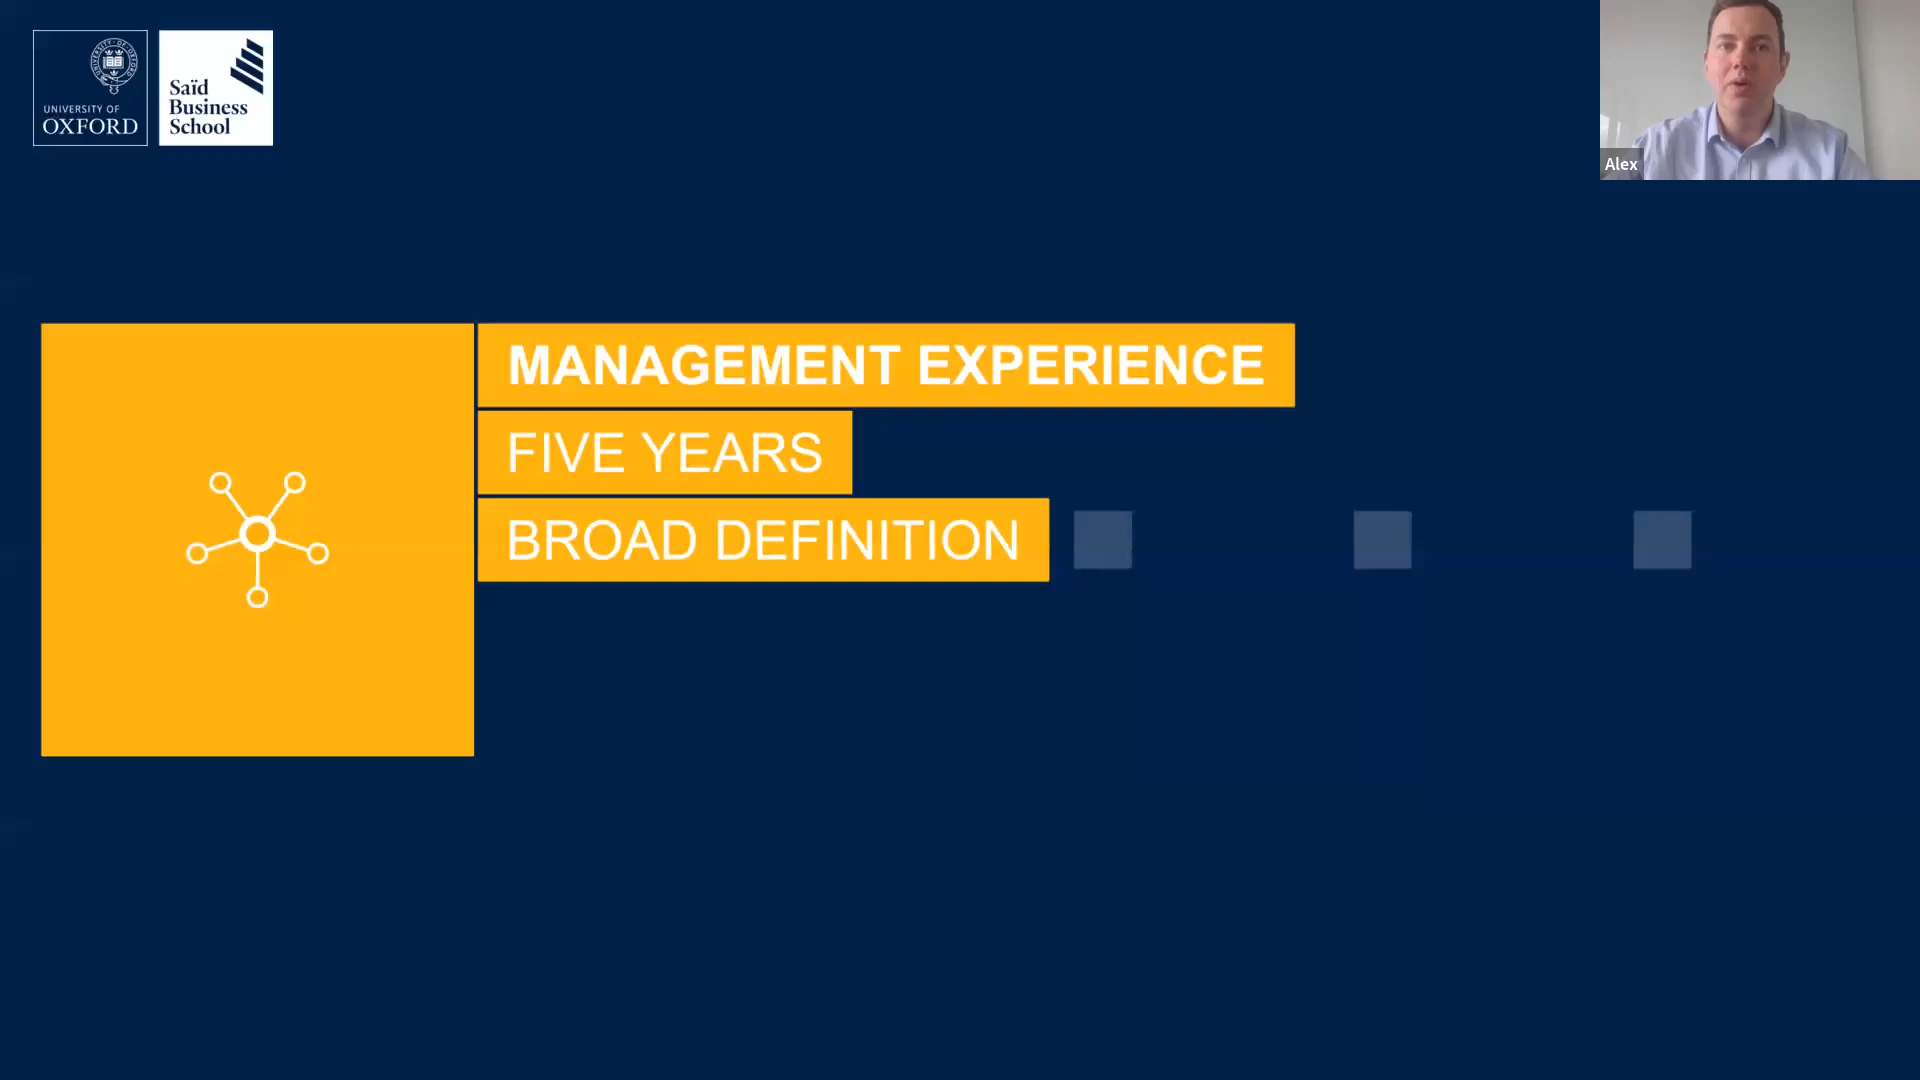 UNIVERSITY OF
OXFORD
Saïd
Business
School
Alex
MANAGEMENT EXPERIENCE
FIVE YEARS
BROAD DEFINITION